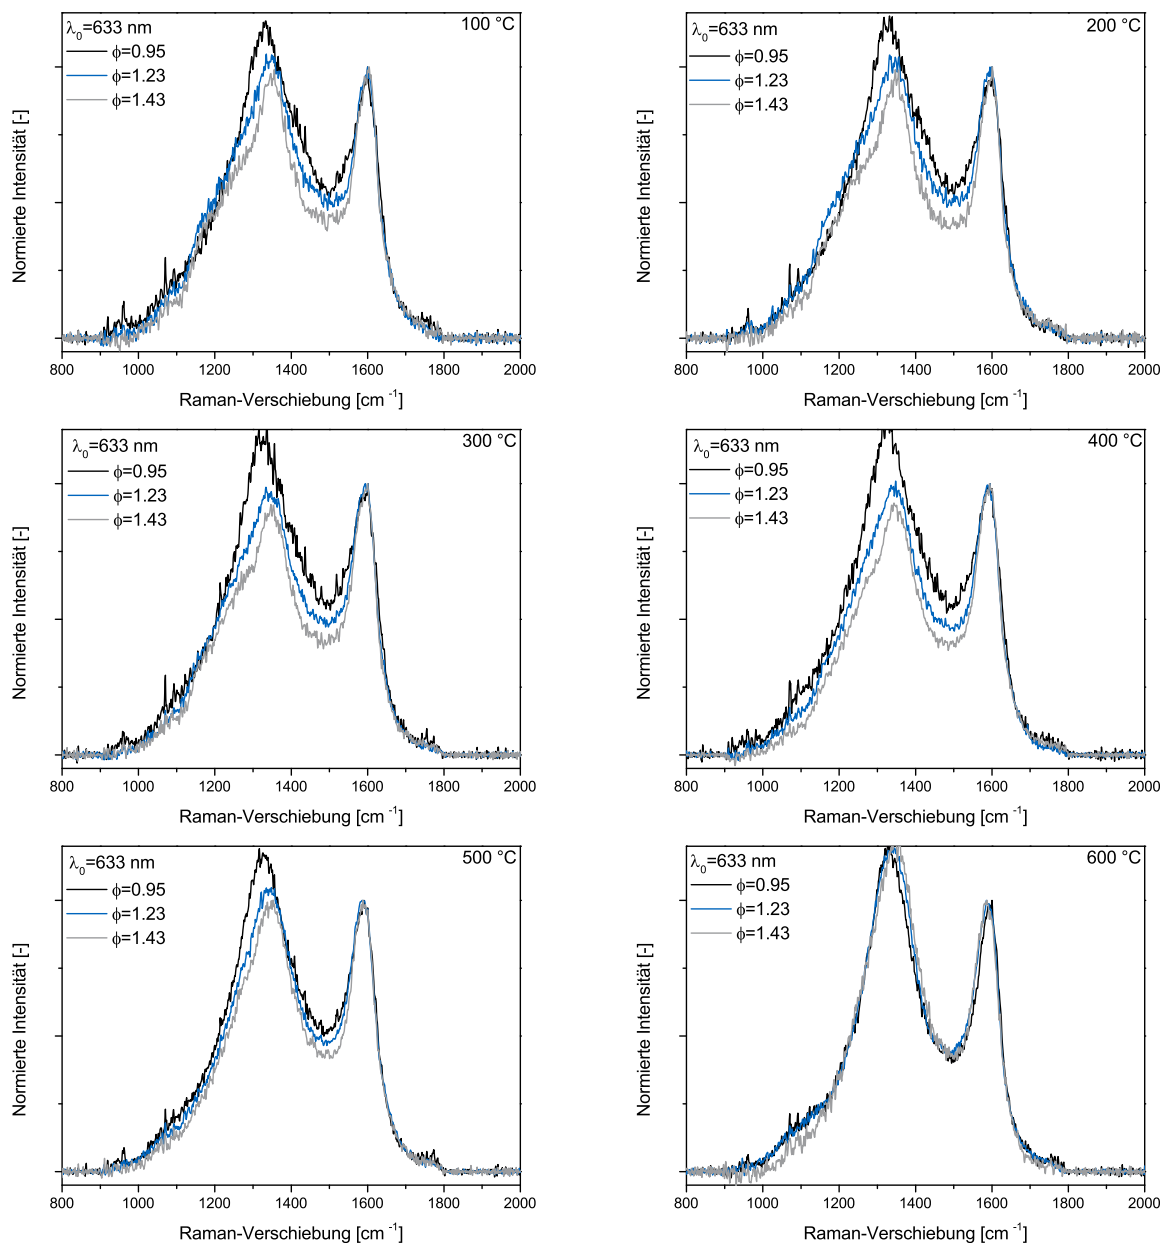 λ₀=633 nm
100 °C
ϕ=0.95
ϕ=1.23
ϕ=1.43
Normierte Intensität [-]
800 1000 1200 1400 1600 1800 2000
Raman-Verschiebung [cm⁻¹]
λ₀=633 nm
200 °C
ϕ=0.95
ϕ=1.23
ϕ=1.43
Normierte Intensität [-]
800 1000 1200 1400 1600 1800 2000
Raman-Verschiebung [cm⁻¹]
λ₀=633 nm
300 °C
ϕ=0.95
ϕ=1.23
ϕ=1.43
Normierte Intensität [-]
800 1000 1200 1400 1600 1800 2000
Raman-Verschiebung [cm⁻¹]
λ₀=633 nm
400 °C
ϕ=0.95
ϕ=1.23
ϕ=1.43
Normierte Intensität [-]
800 1000 1200 1400 1600 1800 2000
Raman-Verschiebung [cm⁻¹]
λ₀=633 nm
500 °C
ϕ=0.95
ϕ=1.23
ϕ=1.43
Normierte Intensität [-]
800 1000 1200 1400 1600 1800 2000
Raman-Verschiebung [cm⁻¹]
λ₀=633 nm
600 °C
ϕ=0.95
ϕ=1.23
ϕ=1.43
Normierte Intensität [-]
800 1000 1200 1400 1600 1800 2000
Raman-Verschiebung [cm⁻¹]